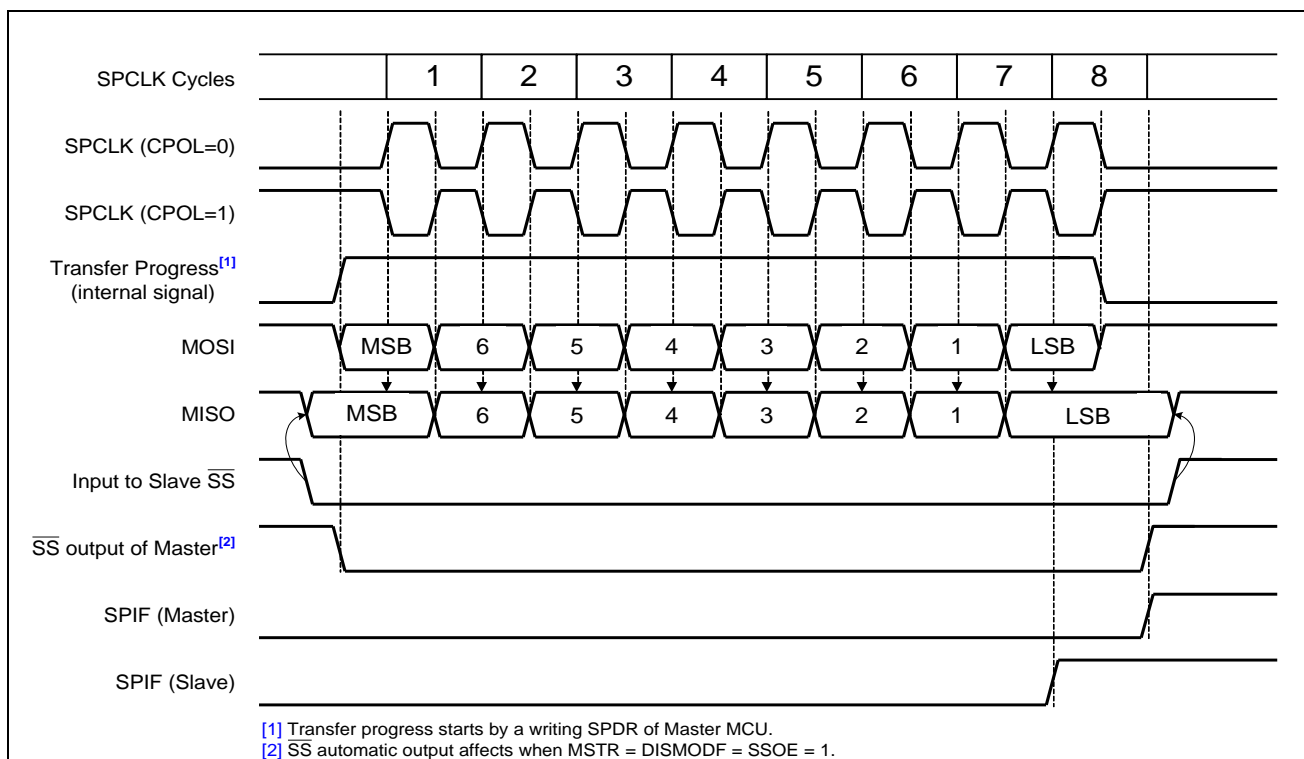 SPCLK Cycles 1 2 3 4 5 6 7 8
SPCLK (CPOL=0)
SPCLK (CPOL=1)
Transfer Progress[1]
(internal signal)
MOSI MSB 6 5 4 3 2 1 LSB
MISO MSB 6 5 4 3 2 1 LSB
Input to Slave S̅S̅
S̅S̅ output of Master[2]
SPIF (Master)
SPIF (Slave)
[1] Transfer progress starts by a writing SPDR of Master MCU.
[2] S̅S̅ automatic output affects when MSTR = DISMODF = SSOE = 1.